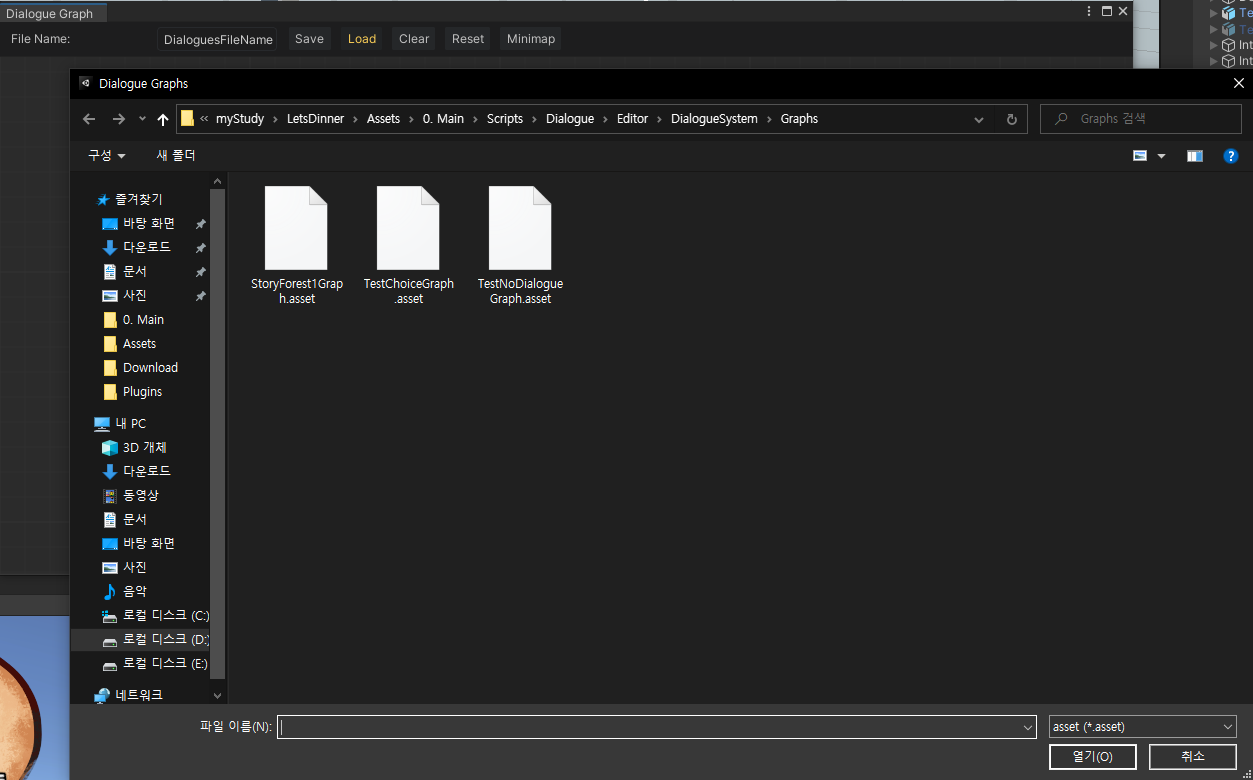 Dialogue Graph
File Name:
DialoguesFileName
Save
Load
Clear
Reset
Minimap
Int
Int
Dialogue Graphs
« myStudy › LetsDinner › Assets › 0. Main › Scripts › Dialogue › Editor › DialogueSystem › Graphs
Graphs 검색
구성
새 폴더
즐겨찾기
바탕 화면
다운로드
문서
사진
0. Main
Assets
Download
Plugins
내 PC
3D 개체
다운로드
동영상
문서
바탕 화면
사진
음악
로컬 디스크 (C:)
로컬 디스크 (D:)
로컬 디스크 (E:)
네트워크
StoryForest1Grap
h.asset
TestChoiceGraph
.asset
TestNoDialogue
Graph.asset
파일 이름(N):
asset (*.asset)
열기(O)
취소